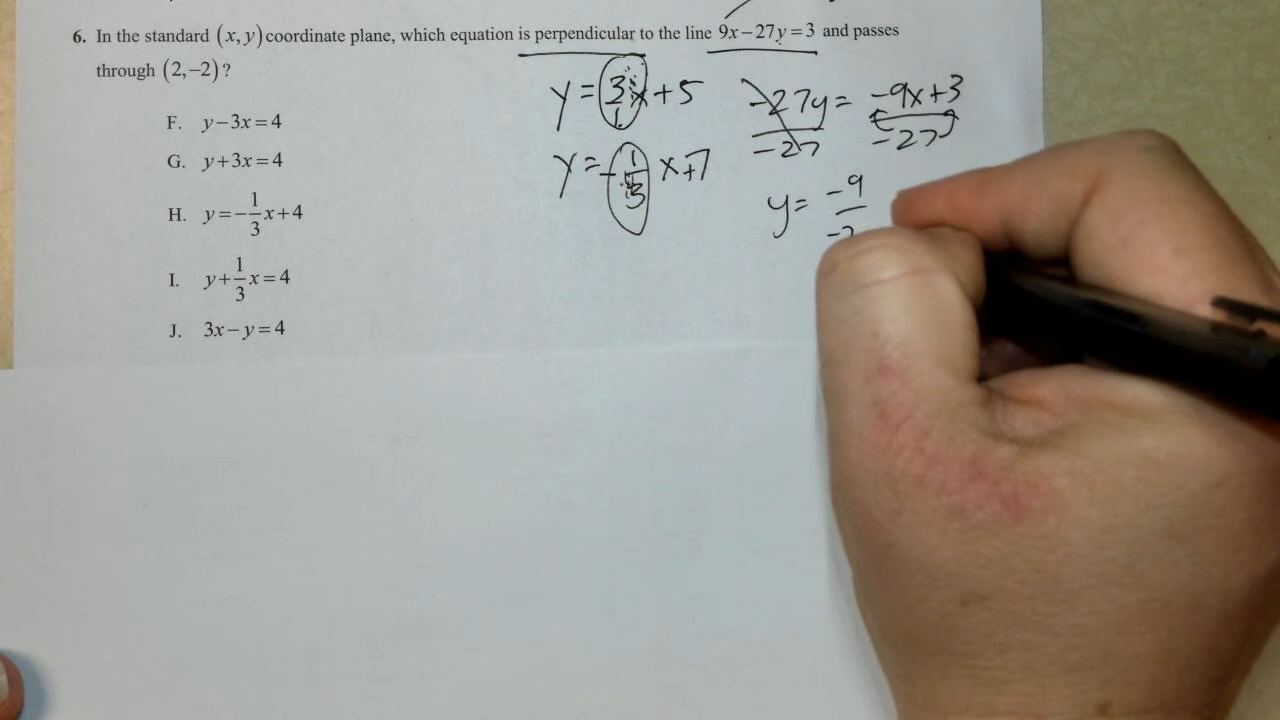 6. In the standard (x, y) coordinate plane, which equation is perpendicular to the line 9x−27y=3 and passes
through (2,−2)?
F. y−3x=4
G. y+3x=4
H. y=−1/3x+4
I. y+1/3x=4
J. 3x−y=4
y=3x/1+5
y=−1/3x+7
−27y/−27=−9x+3/−27
y=−9/